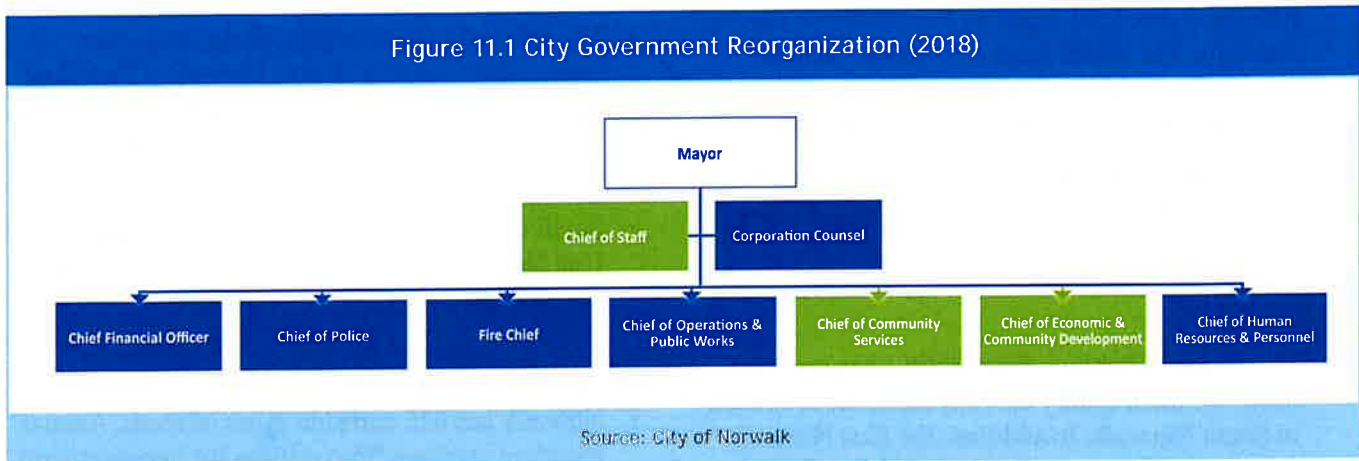 Figure 11.1 City Government Reorganization (2018)
Mayor
Chief of Staff
Corporation Counsel
Chief Financial Officer
Chief of Police
Fire Chief
Chief of Operations &
Public Works
Chief of Community
Services
Chief of Economic &
Community Development
Chief of Human
Resources & Personnel
Source: City of Norwalk